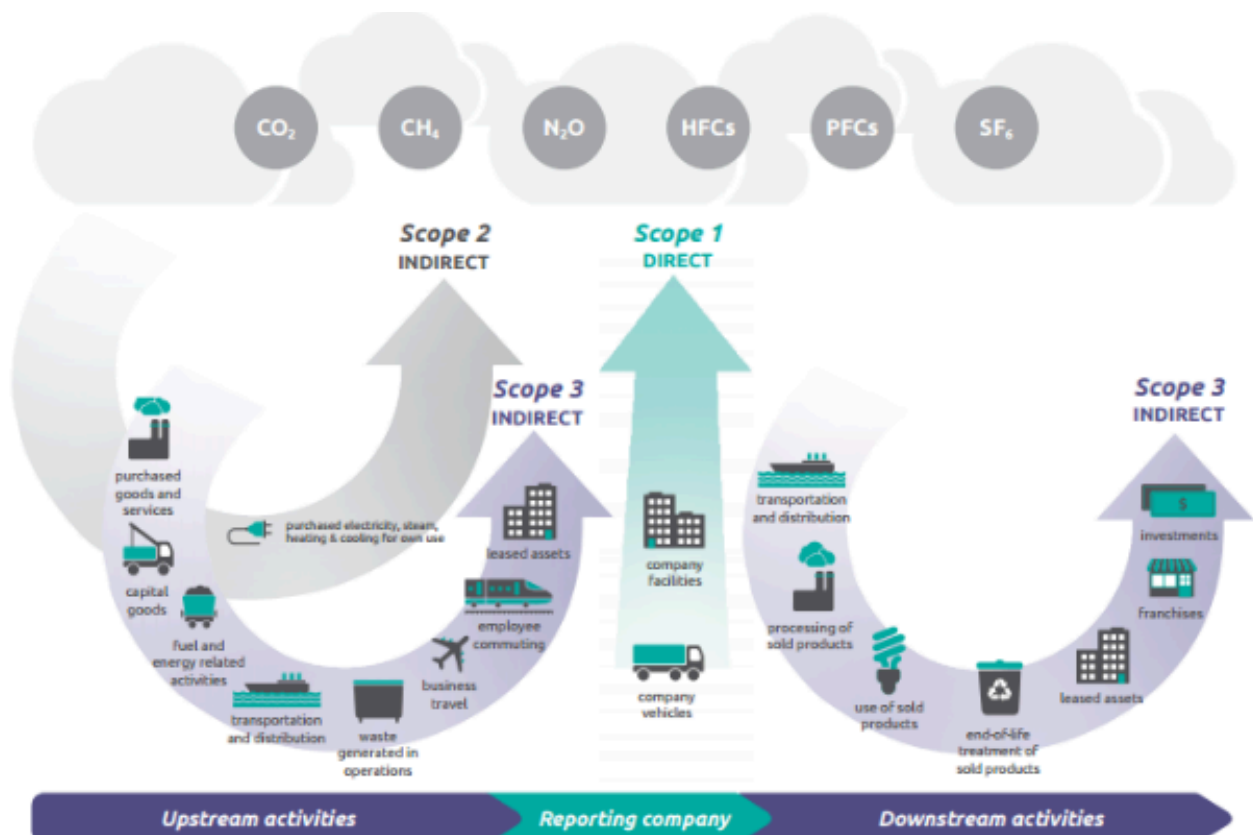 CO₂
CH₄
N₂O
HFCs
PFCs
SF₆
Scope 2
INDIRECT
Scope 1
DIRECT
Scope 3
INDIRECT
Scope 3
INDIRECT
purchased
goods and
services
capital
goods
fuel and
energy related
activities
transportation
and distribution
waste
generated in
operations
business
travel
employee
commuting
leased assets
purchased electricity, steam,
heating & cooling for own use
company
facilities
company
vehicles
transportation
and distribution
processing of
sold products
use of sold
products
end-of-life
treatment of
sold products
leased assets
franchises
$
investments
Upstream activities
Reporting company
Downstream activities